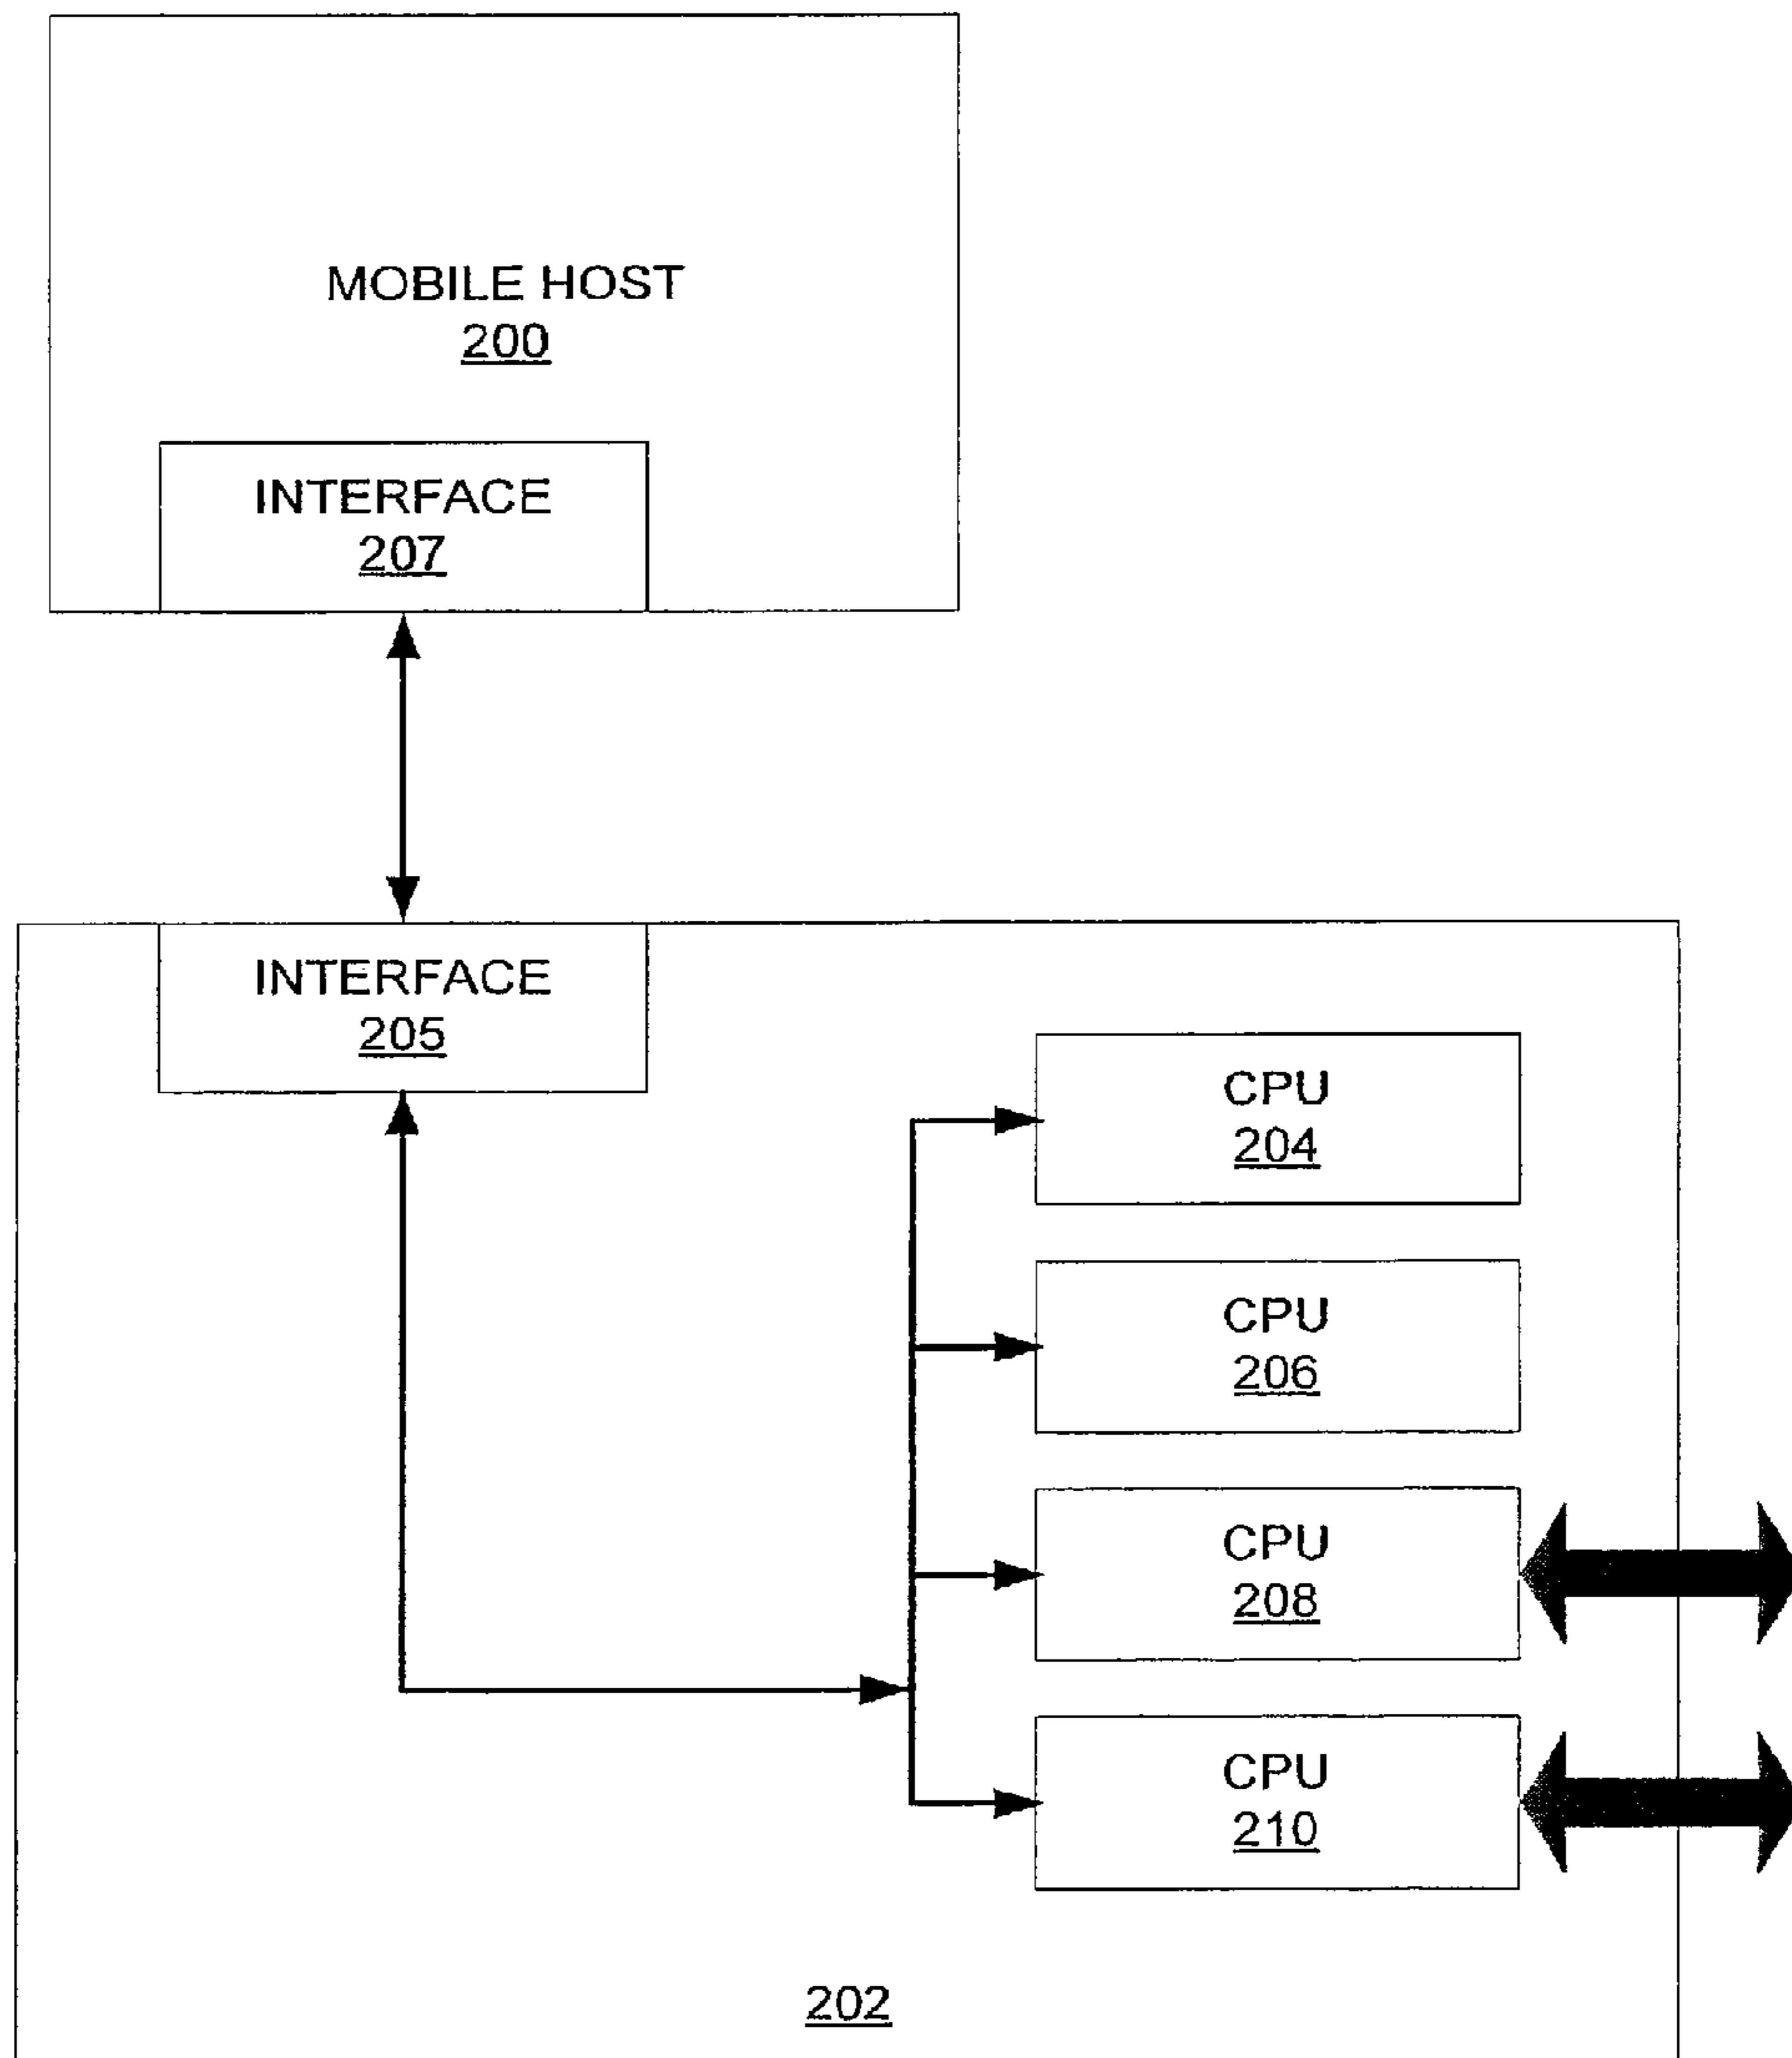 MOBILE HOST
200
INTERFACE
207
INTERFACE
205
CPU
204
CPU
206
CPU
208
CPU
210
202